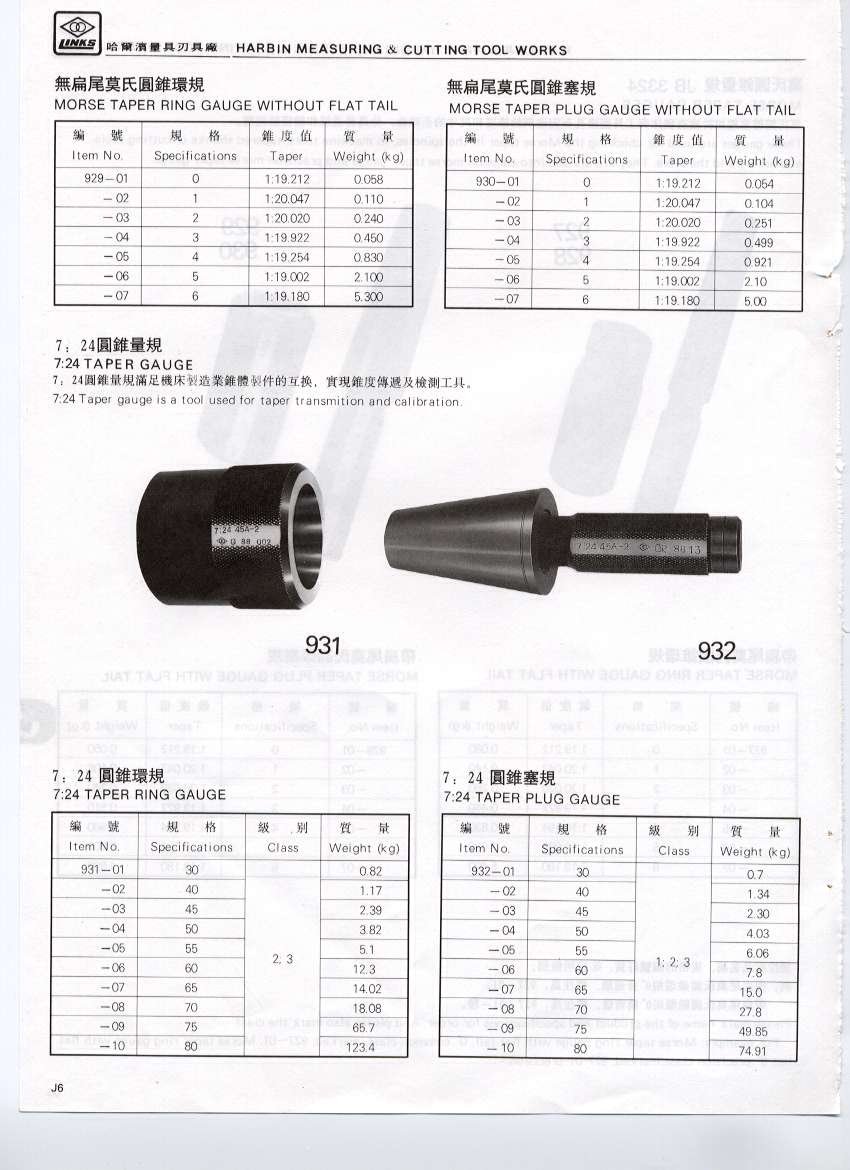 LINKS
哈爾濱量具刃具廠 HARBIN MEASURING & CUTTING TOOL WORKS
無扁尾莫氏圓錐環規
MORSE TAPER RING GAUGE WITHOUT FLAT TAIL
編 號 規 格 錐 度 值 質 量
Item No. Specifications Taper Weight (kg)
929—01 0 1:19.212 0.058
—02 1 1:20.047 0.110
—03 2 1:20.020 0.240
—04 3 1:19.922 0.450
—05 4 1:19.254 0.830
—06 5 1:19.002 2.100
—07 6 1:19.180 5.300
無扁尾莫氏圓錐塞規
MORSE TAPER PLUG GAUGE WITHOUT FLAT TAIL
編 號 規 格 錐 度 值 質 量
Item No. Specifications Taper Weight (kg)
930—01 0 1:19.212 0.054
—02 1 1:20.047 0.104
—03 2 1:20.020 0.251
—04 3 1:19 922 0.499
—05 4 1:19.254 0.921
—06 5 1:19.002 2.10
—07 6 1:19.180 5.00
7：24圓錐量規
7:24 TAPER GAUGE
7：24圓錐量規滿足機床製造業錐體製件的互換，實現錐度傳遞及檢測工具。
7:24 Taper gauge is a tool used for taper transmition and calibration.
7:24 45A-2
88 002
7:24 45A-2
931
932
7：24 圓錐環規
7:24 TAPER RING GAUGE
編 號 規 格 級 別 質 量
Item No. Specifications Class Weight (kg)
931—01 30 0.82
—02 40 1.17
—03 45 2.39
—04 50 3.82
—05 55 5.1
2; 3
—06 60 12.3
—07 65 14.02
—08 70 18.08
—09 75 65.7
—10 80 123.4
7：24 圓錐塞規
7:24 TAPER PLUG GAUGE
編 號 規 格 級 別 質 量
Item No. Specifications Class Weight (kg)
932—01 30 0.7
—02 40 1.34
—03 45 2.30
—04 50 4.03
—05 55 6.06
1; 2; 3
—06 60 7.8
—07 65 15.0
—08 70 27.8
—09 75 49.85
—10 80 74.91
J6